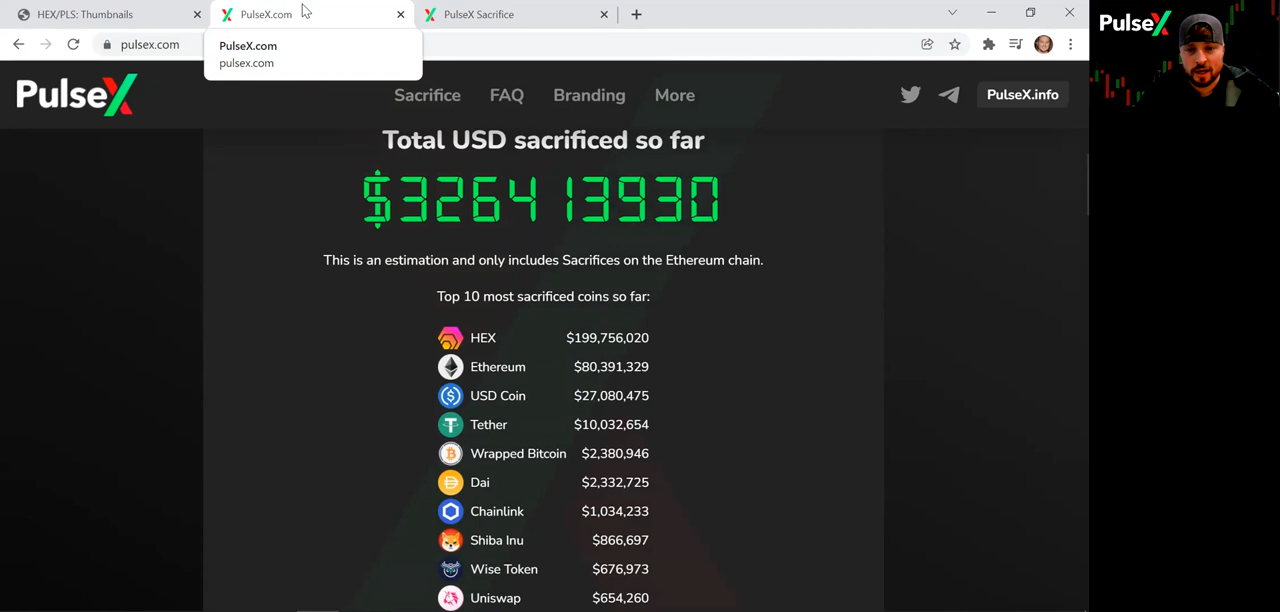 HEX/PLS: Thumbnails
PulseX.com
PulseX Sacrifice
pulsex.com
PulseX.com
pulsex.com
PulseX
Sacrifice
FAQ
Branding
More
PulseX.info
PulseX
Total USD sacrificed so far
$326413930
This is an estimation and only includes Sacrifices on the Ethereum chain.
Top 10 most sacrificed coins so far:
HEX $199,756,020
Ethereum $80,391,329
USD Coin $27,080,475
Tether $10,032,654
Wrapped Bitcoin $2,380,946
Dai $2,332,725
Chainlink $1,034,233
Shiba Inu $866,697
Wise Token $676,973
Uniswap $654,260